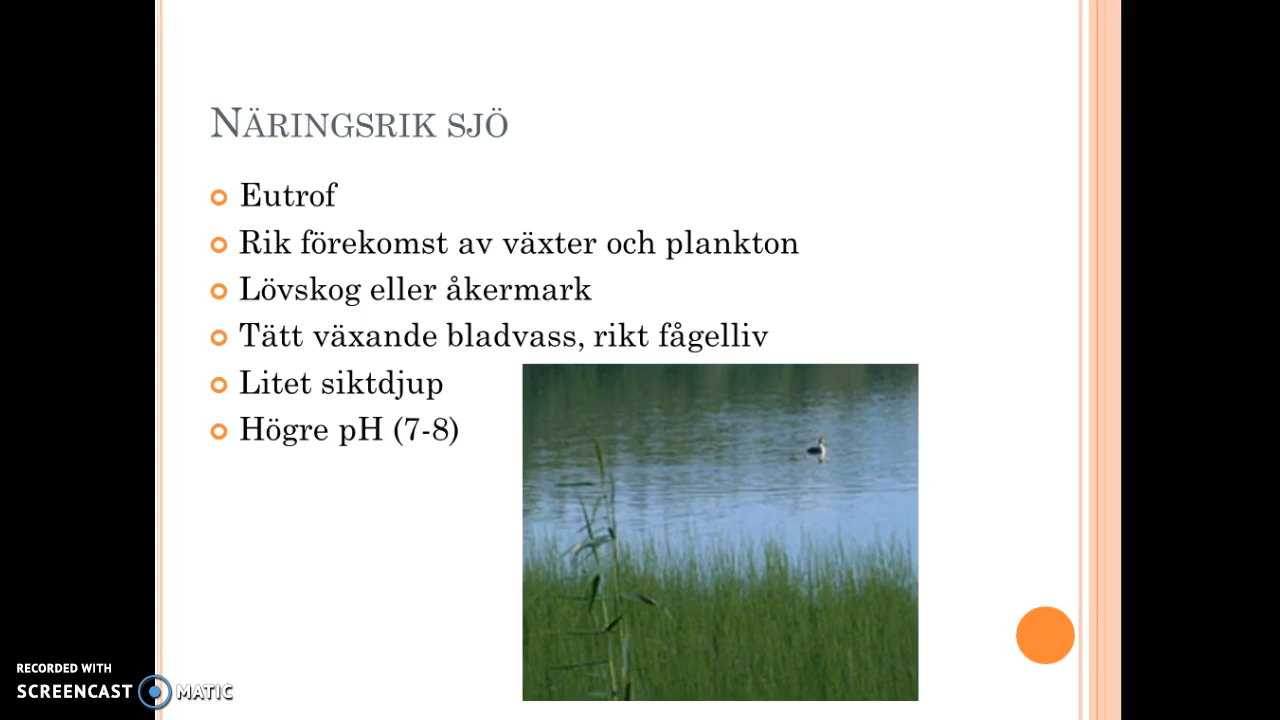 Näringsrik sjö
Eutrof
Rik förekomst av växter och plankton
Lövskog eller åkermark
Tätt växande bladvass, rikt fågelliv
Litet siktdjup
Högre pH (7-8)
RECORDED WITH
SCREENCAST MATIC